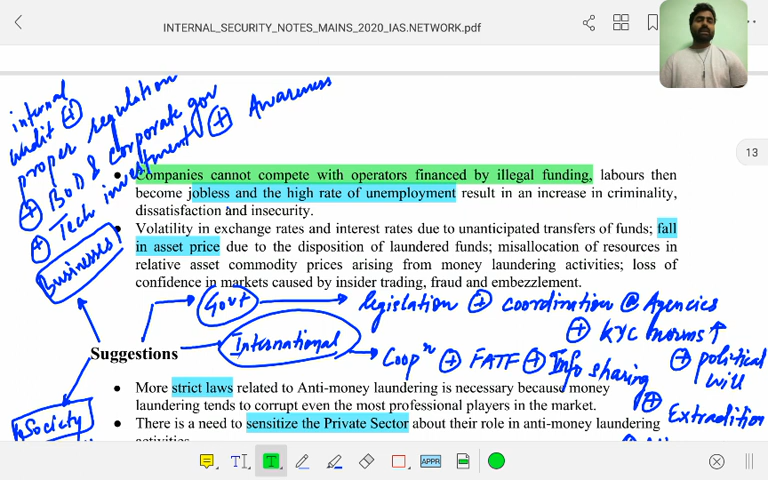 INTERNAL_SECURITY_NOTES_MAINS_2020_IAS.NETWORK.pdf
13
internal
audit +
proper regulation
+ BoD & corporate gov + Awareness
+ Tech investment
Businesses
• Companies cannot compete with operators financed by illegal funding, labours then
become jobless and the high rate of unemployment result in an increase in criminality,
dissatisfaction and insecurity.
• Volatility in exchange rates and interest rates due to unanticipated transfers of funds; fall
in asset price due to the disposition of laundered funds; misallocation of resources in
relative asset commodity prices arising from money laundering activities; loss of
confidence in markets caused by insider trading, fraud and embezzlement.
Govt
legislation + coordination @ Agencies
+ KYC norms ↑
+ political
will
Suggestions
International
Coopn + FATF + Info sharing
+ Extradition
Society
• More strict laws related to Anti-money laundering is necessary because money
laundering tends to corrupt even the most professional players in the market.
• There is a need to sensitize the Private Sector about their role in anti-money laundering
activities
APPR